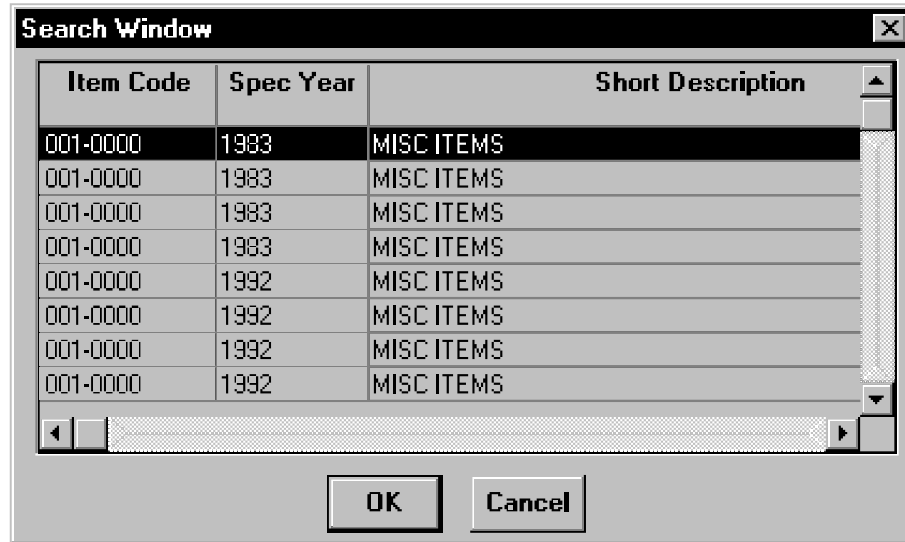 Search Window
Item Code Spec Year Short Description
001-0000 1983 MISC ITEMS
001-0000 1983 MISC ITEMS
001-0000 1983 MISC ITEMS
001-0000 1983 MISC ITEMS
001-0000 1992 MISC ITEMS
001-0000 1992 MISC ITEMS
001-0000 1992 MISC ITEMS
001-0000 1992 MISC ITEMS
OK Cancel